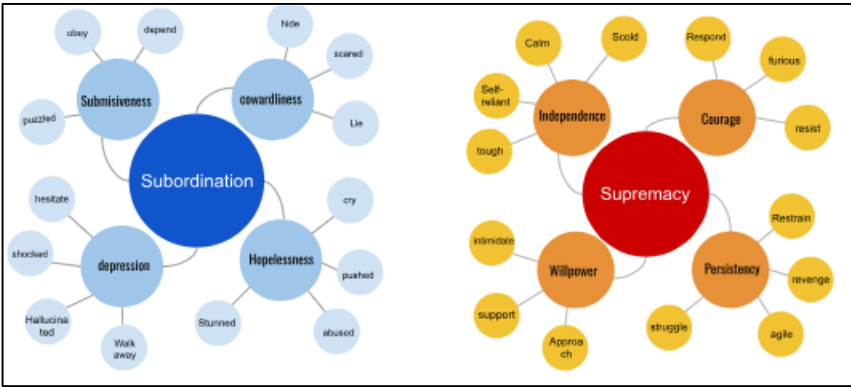 obey
depend
Submisiveness
puzzled
hide
scared
cowardliness
Lie
Subordination
hesitate
shocked
depression
Hallucina
ted
Walk
away
cry
Hopelessness
pushed
Stunned
abused
Calm
Scold
Self-
reliant
Independence
tough
Respond
furious
Courage
resist
Supremacy
intimidate
Willpower
support
Approa
ch
Restrain
Persistency
revenge
struggle
agile